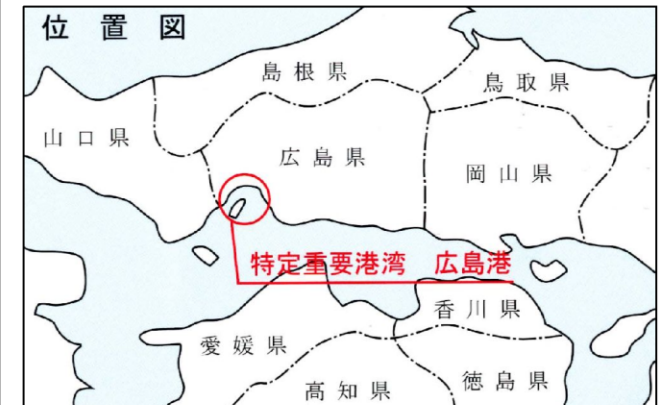 位置図
島根県
鳥取県
山口県
広島県
岡山県
特定重要港湾 広島港
香川県
愛媛県
徳島県
高知県